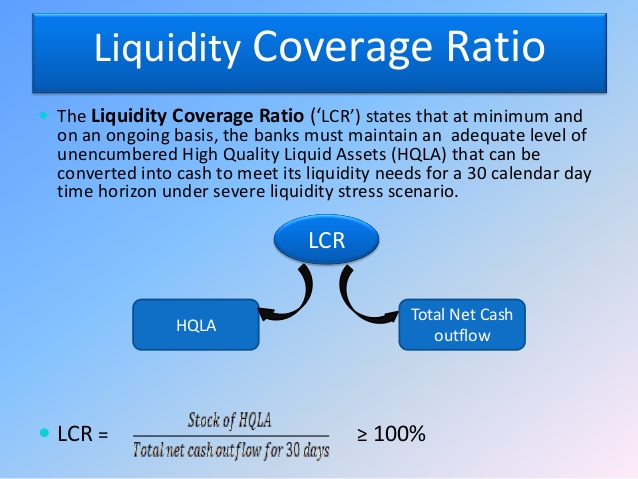 Liquidity Coverage Ratio
• The Liquidity Coverage Ratio (‘LCR’) states that at minimum and
on an ongoing basis, the banks must maintain an adequate level of
unencumbered High Quality Liquid Assets (HQLA) that can be
converted into cash to meet its liquidity needs for a 30 calendar day
time horizon under severe liquidity stress scenario.
LCR
HQLA
Total Net Cash
outflow
• LCR =
Stock of HQLA
Total net cash outflow for 30 days
≥ 100%